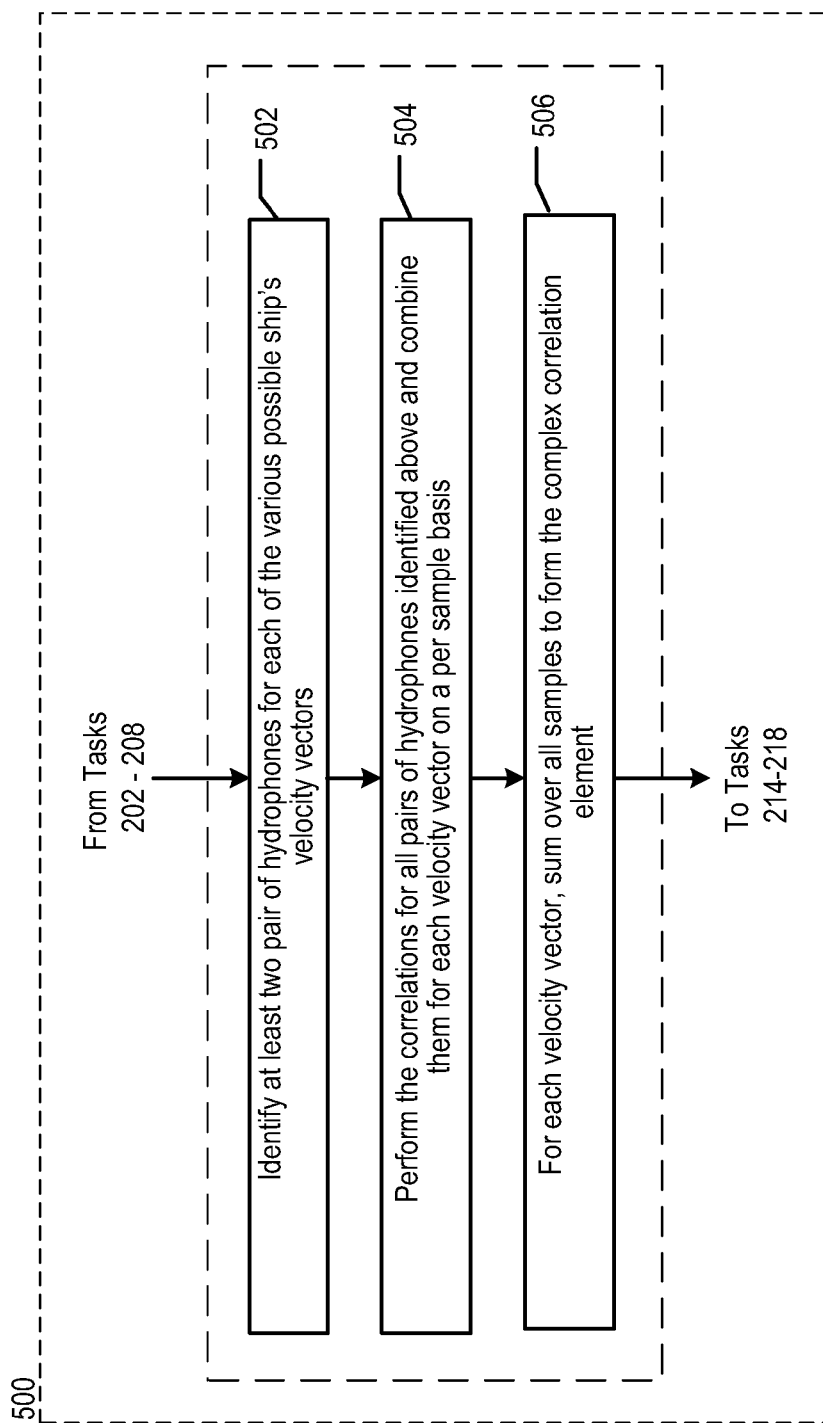 500
From Tasks
202 - 208
502
Identify at least two pair of hydrophones for each of the various possible ship's
velocity vectors
504
Perform the correlations for all pairs of hydrophones identified above and combine
them for each velocity vector on a per sample basis
506
For each velocity vector, sum over all samples to form the complex correlation
element
To Tasks
214-218